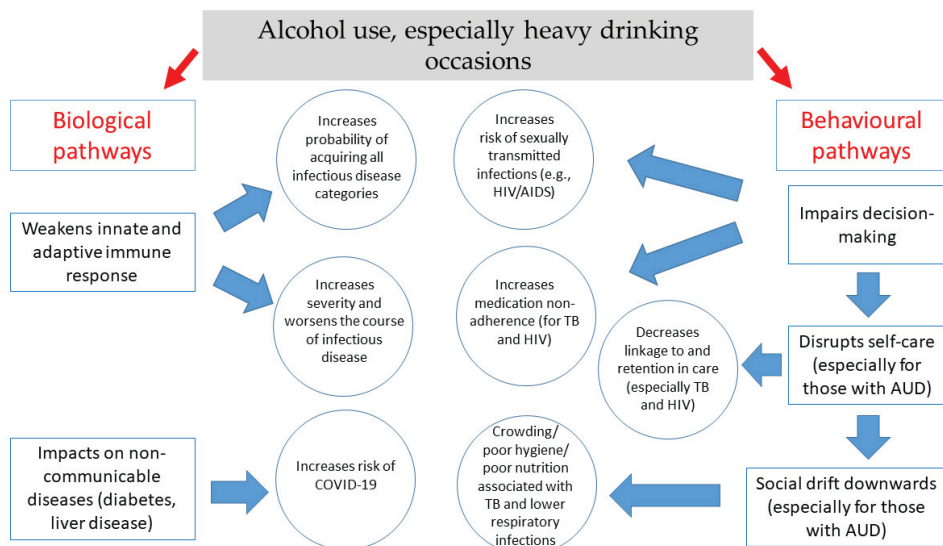 Alcohol use, especially heavy drinking
occasions
Biological
pathways
Behavioural
pathways
Increases
probability of
acquiring all
infectious disease
categories
Increases
risk of sexually
transmitted
infections (e.g.,
HIV/AIDS)
Weakens innate and
adaptive immune
response
Impairs decision-
making
Increases
severity and
worsens the course
of infectious
disease
Increases
medication non-
adherence (for TB
and HIV)
Decreases
linkage to and
retention in care
(especially TB
and HIV)
Disrupts self-care
(especially for
those with AUD)
Impacts on non-
communicable
diseases (diabetes,
liver disease)
Increases risk of
COVID-19
Crowding/
poor hygiene/
poor nutrition
associated with
TB and lower
respiratory
infections
Social drift downwards
(especially for those
with AUD)